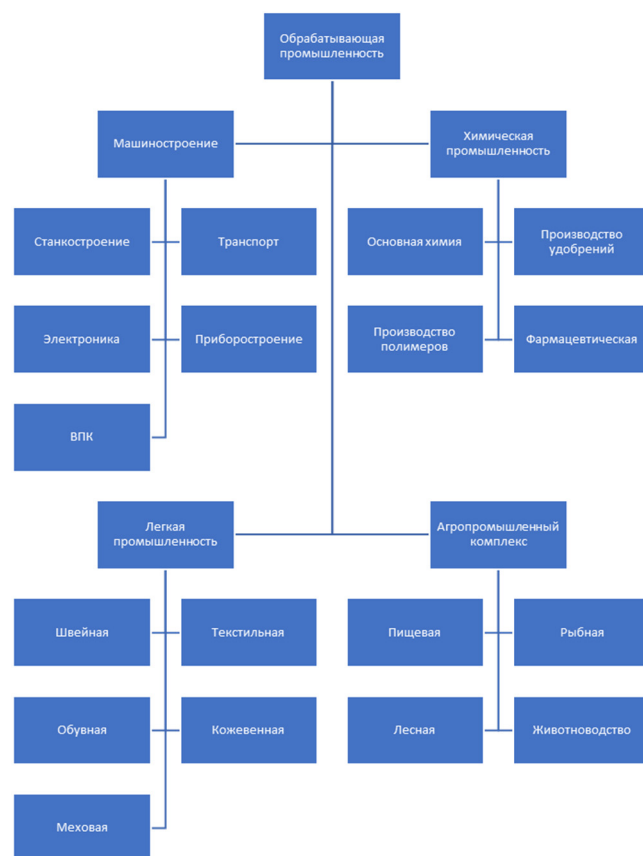 Обрабатывающая
промышленность
Машиностроение
Химическая
промышленность
Станкостроение
Транспорт
Основная химия
Производство
удобрений
Электроника
Приборостроение
Производство
полимеров
Фармацевтическая
ВПК
Легкая
промышленность
Агропромышленный
комплекс
Швейная
Текстильная
Пищевая
Рыбная
Обувная
Кожевенная
Лесная
Животноводство
Меховая